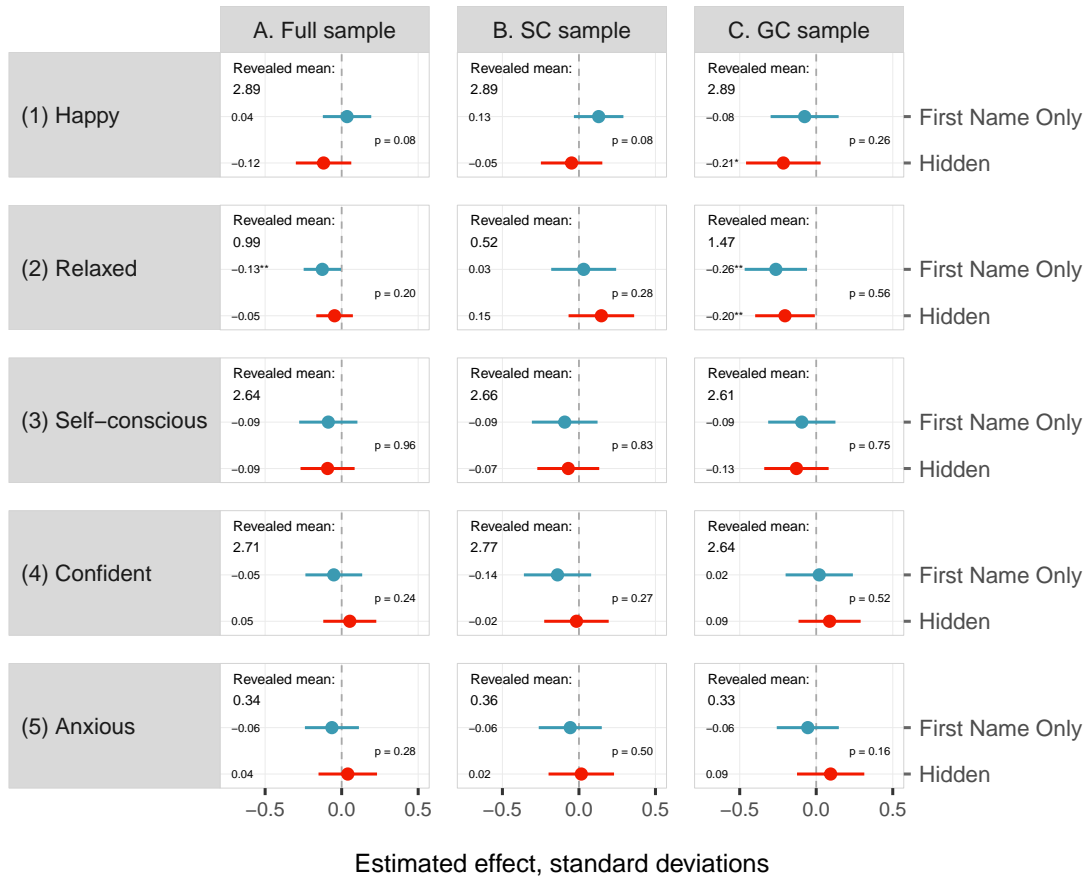 A. Full sample B. SC sample C. GC sample
(1) Happy
Revealed mean: Revealed mean: Revealed mean:
2.89 2.89 2.89
0.04 0.13 −0.08 First Name Only
p = 0.08 p = 0.08 p = 0.26
−0.12 −0.05 −0.21* Hidden
(2) Relaxed
Revealed mean: Revealed mean: Revealed mean:
0.99 0.52 1.47
−0.13** 0.03 −0.26** First Name Only
p = 0.20 p = 0.28 p = 0.56
−0.05 0.15 −0.20** Hidden
(3) Self−conscious
Revealed mean: Revealed mean: Revealed mean:
2.64 2.66 2.61
−0.09 −0.09 −0.09 First Name Only
p = 0.96 p = 0.83 p = 0.75
−0.09 −0.07 −0.13 Hidden
(4) Confident
Revealed mean: Revealed mean: Revealed mean:
2.71 2.77 2.64
−0.05 −0.14 0.02 First Name Only
p = 0.24 p = 0.27 p = 0.52
0.05 −0.02 0.09 Hidden
(5) Anxious
Revealed mean: Revealed mean: Revealed mean:
0.34 0.36 0.33
−0.06 −0.06 −0.06 First Name Only
p = 0.28 p = 0.50 p = 0.16
0.04 0.02 0.09 Hidden
−0.5 0.0 0.5 −0.5 0.0 0.5 −0.5 0.0 0.5
Estimated effect, standard deviations